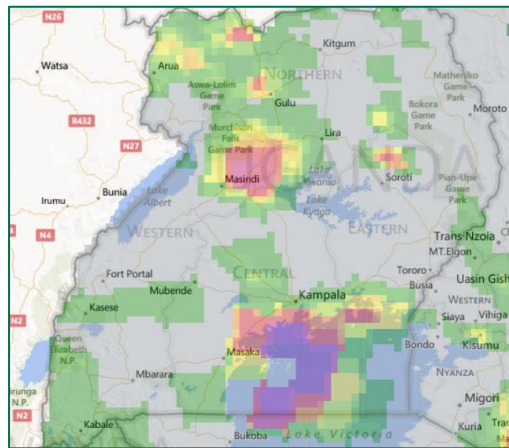 N26
Kitgum
Watsa
Arua
NORTHERN
Matheniko
Game
Park
Aswa-Lolim
Game
Park
Gulu
Bokora Game
Park
Moroto
R432
Murchison
Falls
Game Park
Lira
N27
UGANDA
Pian-Upe
Game
Park
Bunia
Masindi
Lake
Kwania
Soroti
Irumu
Lake
Albert
Lake
Kyoga
N4
WESTERN
EASTERN
Trans Nzoia
MT.Elgon
CENTRAL
Tororo
Uasin Gish
Fort Portal
Mubende
Busia
WESTERN
Kasese
Kampala
Siaya
Vihiga
N2
Queen
Elizabeth
N.P.
Masaka
Bondo
Kisumu
Mbarara
NYANZA
N.P.
Migori
N2
Kabale
Bukoba
Lake Victoria
Kuria